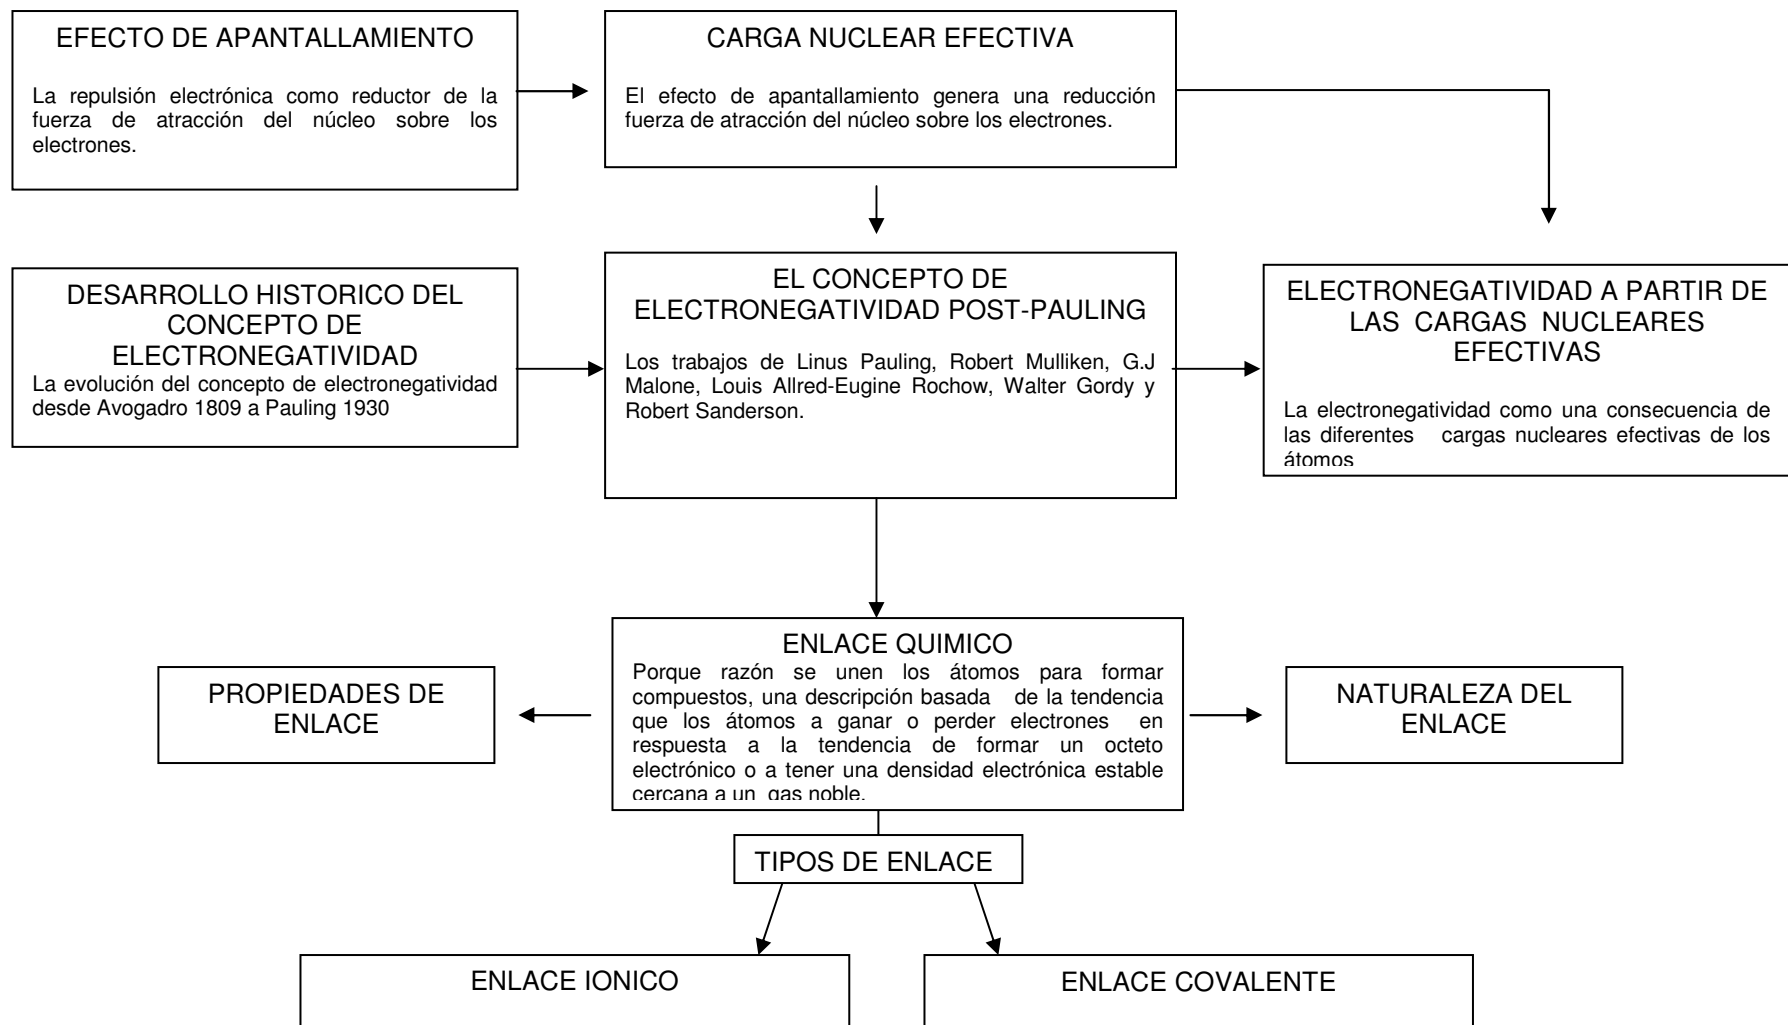 EFECTO DE APANTALLAMIENTO
La repulsión electrónica como reductor de la
fuerza de atracción del núcleo sobre los
electrones.
CARGA NUCLEAR EFECTIVA
El efecto de apantallamiento genera una reducción
fuerza de atracción del núcleo sobre los electrones.
DESARROLLO HISTORICO DEL
CONCEPTO DE
ELECTRONEGATIVIDAD
La evolución del concepto de electronegatividad
desde Avogadro 1809 a Pauling 1930
EL CONCEPTO DE
ELECTRONEGATIVIDAD POST-PAULING
Los trabajos de Linus Pauling, Robert Mulliken, G.J
Malone, Louis Allred-Eugine Rochow, Walter Gordy y
Robert Sanderson.
ELECTRONEGATIVIDAD A PARTIR DE
LAS CARGAS NUCLEARES
EFECTIVAS
La electronegatividad como una consecuencia de
las diferentes cargas nucleares efectivas de los
átomos
ENLACE QUIMICO
Porque razón se unen los átomos para formar
compuestos, una descripción basada de la tendencia
que los átomos a ganar o perder electrones en
respuesta a la tendencia de formar un octeto
electrónico o a tener una densidad electrónica estable
cercana a un gas noble.
PROPIEDADES DE
ENLACE
NATURALEZA DEL
ENLACE
TIPOS DE ENLACE
ENLACE IONICO
ENLACE COVALENTE